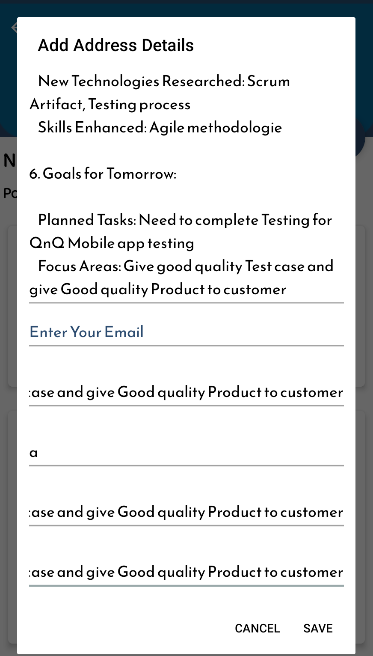 Add Address Details
New Technologies Researched: Scrum
Artifact, Testing process
Skills Enhanced: Agile methodologie
6. Goals for Tomorrow:
Planned Tasks: Need to complete Testing for
QnQ Mobile app testing
Focus Areas: Give good quality Test case and
give Good quality Product to customer
Enter Your Email
case and give Good quality Product to customer
a
case and give Good quality Product to customer
case and give Good quality Product to customer
CANCEL SAVE